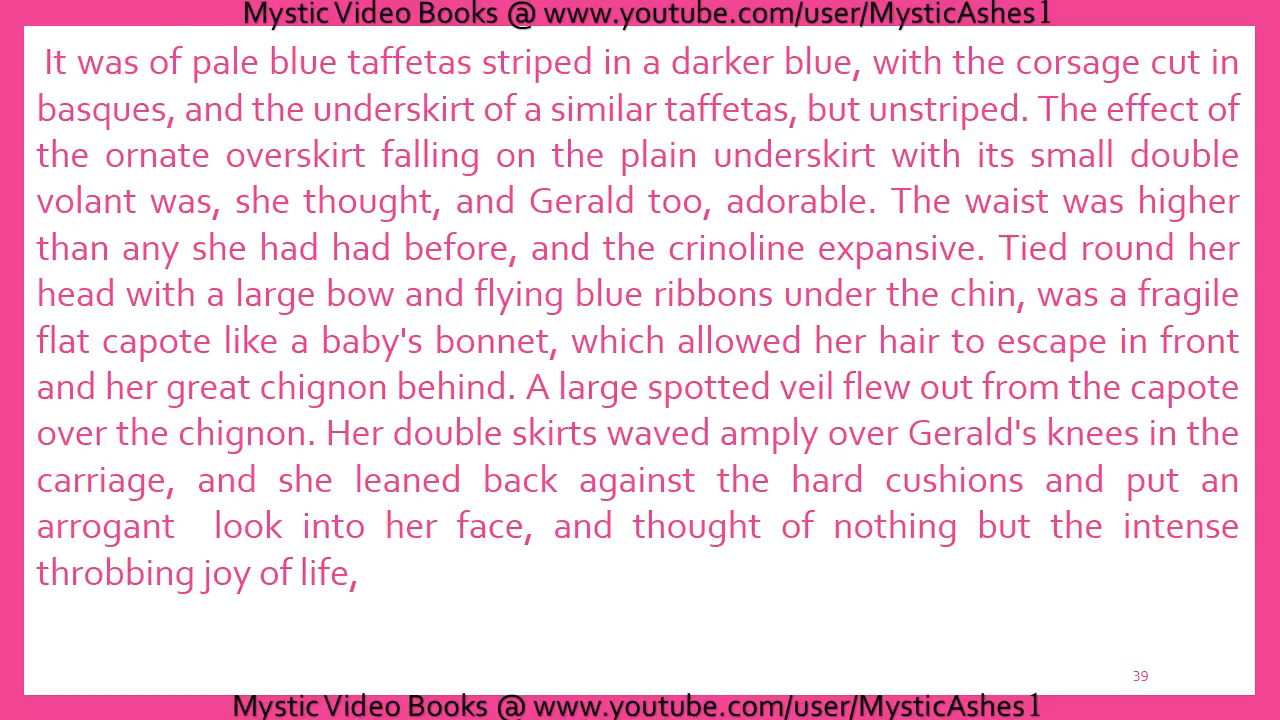 Mystic Video Books @ www.youtube.com/user/MysticAshes1
It was of pale blue taffetas striped in a darker blue, with the corsage cut in
basques, and the underskirt of a similar taffetas, but unstriped. The effect of
the ornate overskirt falling on the plain underskirt with its small double
volant was, she thought, and Gerald too, adorable. The waist was higher
than any she had had before, and the crinoline expansive. Tied round her
head with a large bow and flying blue ribbons under the chin, was a fragile
flat capote like a baby's bonnet, which allowed her hair to escape in front
and her great chignon behind. A large spotted veil flew out from the capote
over the chignon. Her double skirts waved amply over Gerald's knees in the
carriage, and she leaned back against the hard cushions and put an
arrogant look into her face, and thought of nothing but the intense
throbbing joy of life,
39
Mystic Video Books @ www.youtube.com/user/MysticAshes1